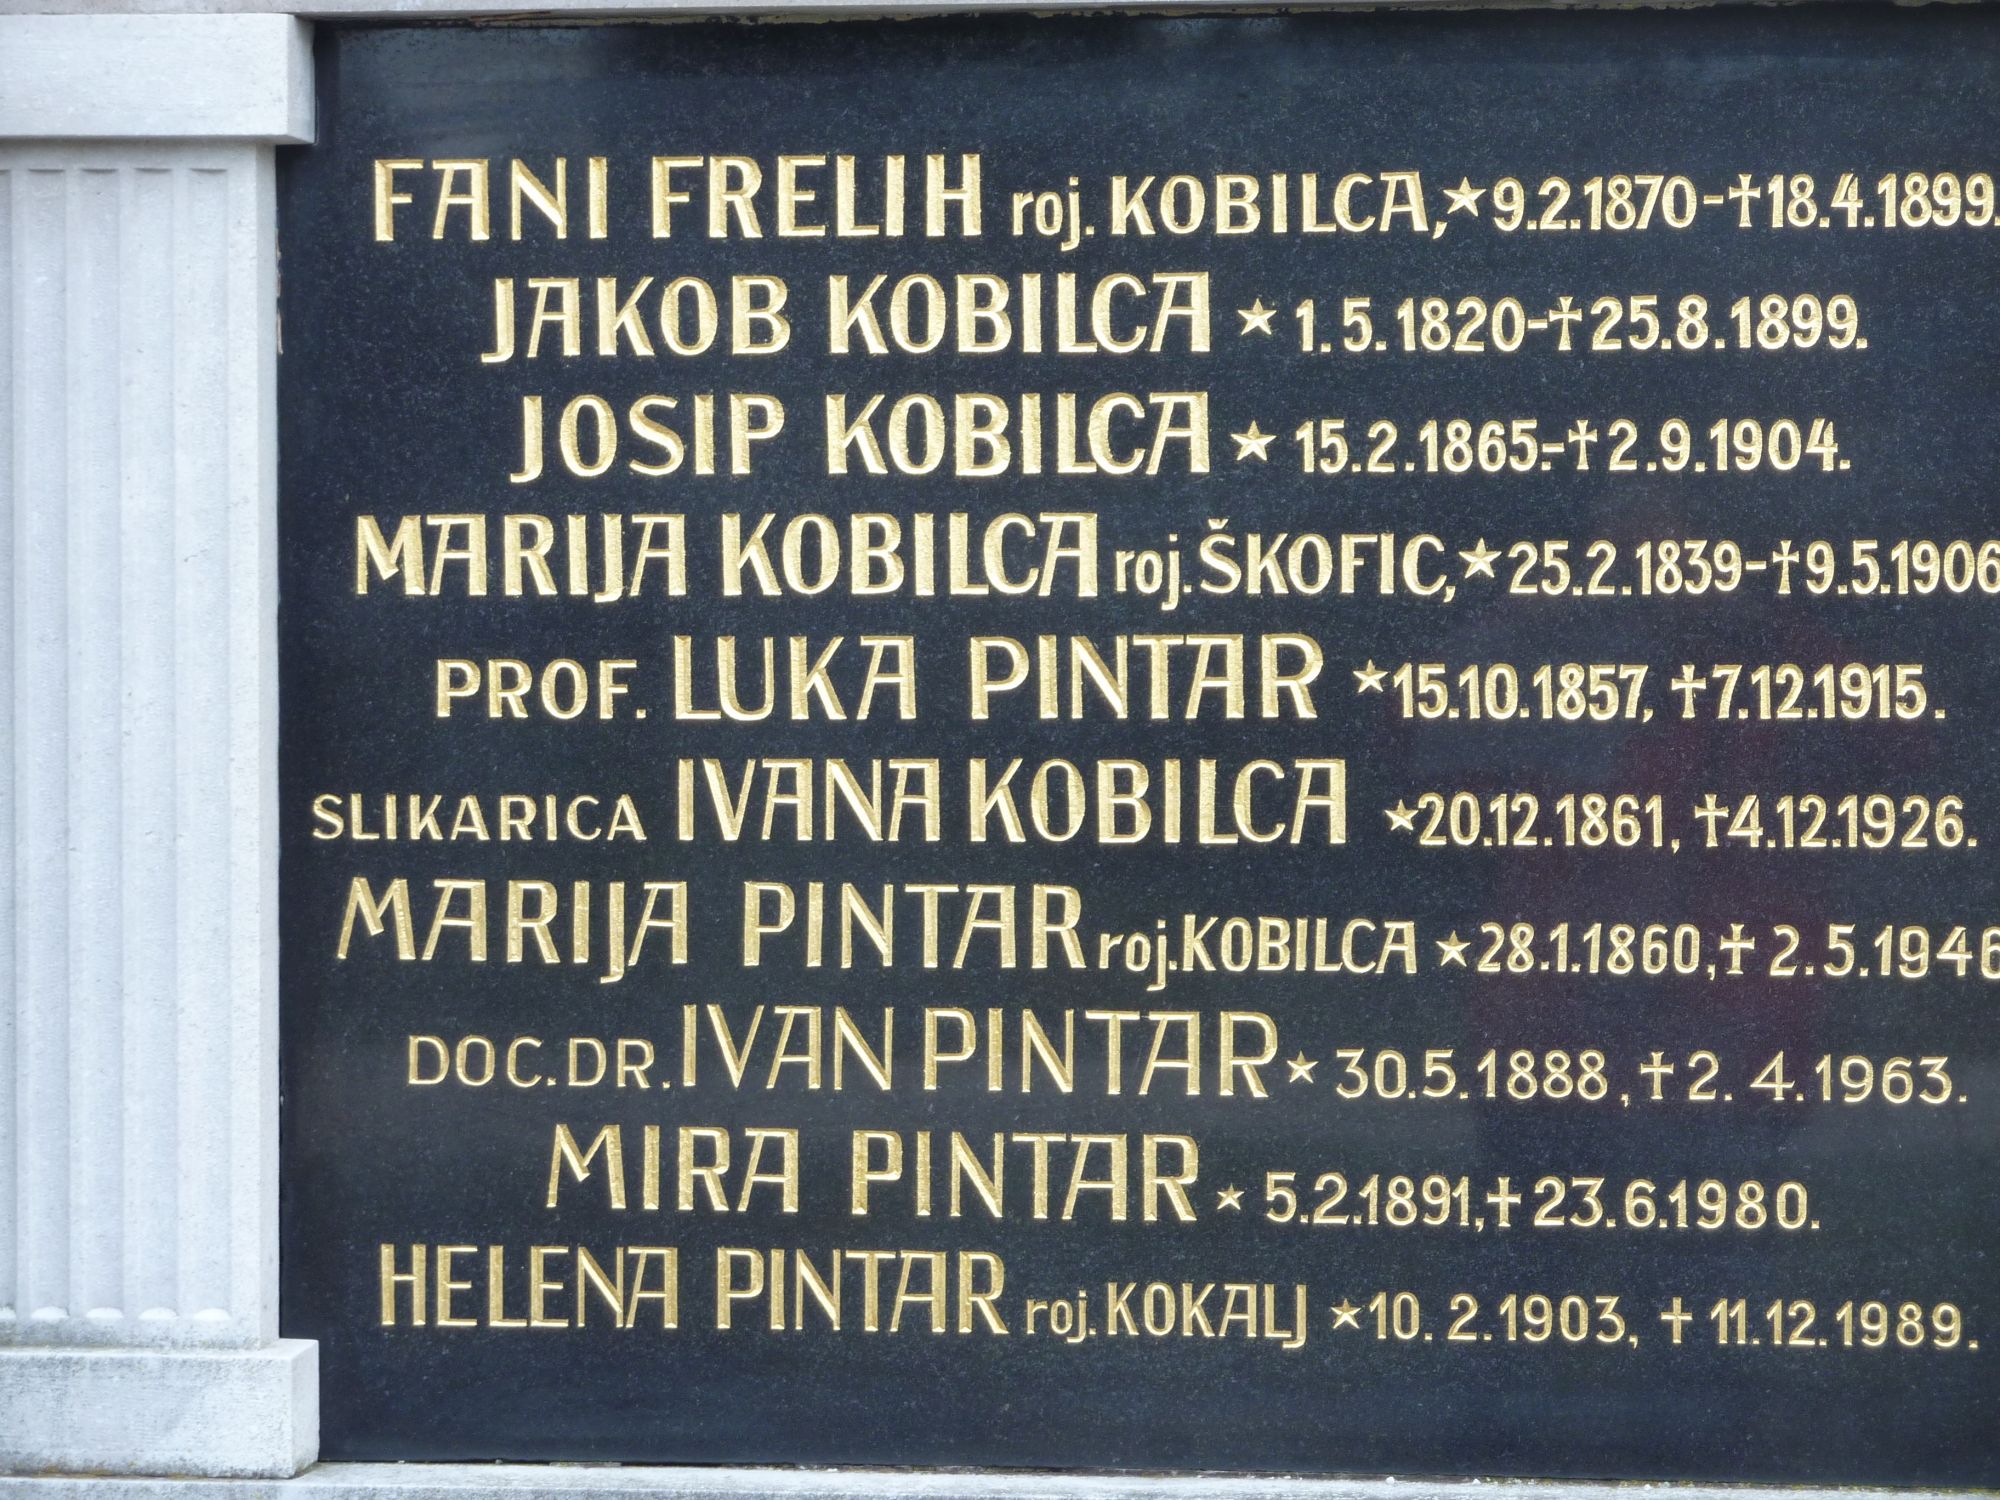 FANI FRELIH roj. KOBILCA,★9.2.1870-✝18.4.1899.
JAKOB KOBILCA ★ 1.5.1820-✝25.8.1899.
JOSIP KOBILCA ★ 15.2.1865.-✝2.9.1904.
MARIJA KOBILCA roj. ŠKOFIC,★25.2.1839-✝9.5.1906
PROF. LUKA PINTAR ★15.10.1857, ✝7.12.1915.
SLIKARICA IVANA KOBILCA ★20.12.1861, ✝4.12.1926.
MARIJA PINTAR roj.KOBILCA ★28.1.1860,✝2.5.1946
DOC.DR.IVAN PINTAR★30.5.1888,✝2.4.1963.
MIRA PINTAR ★5.2.1891,✝23.6.1980.
HELENA PINTAR roj.KOKALJ ★10.2.1903, ✝11.12.1989.